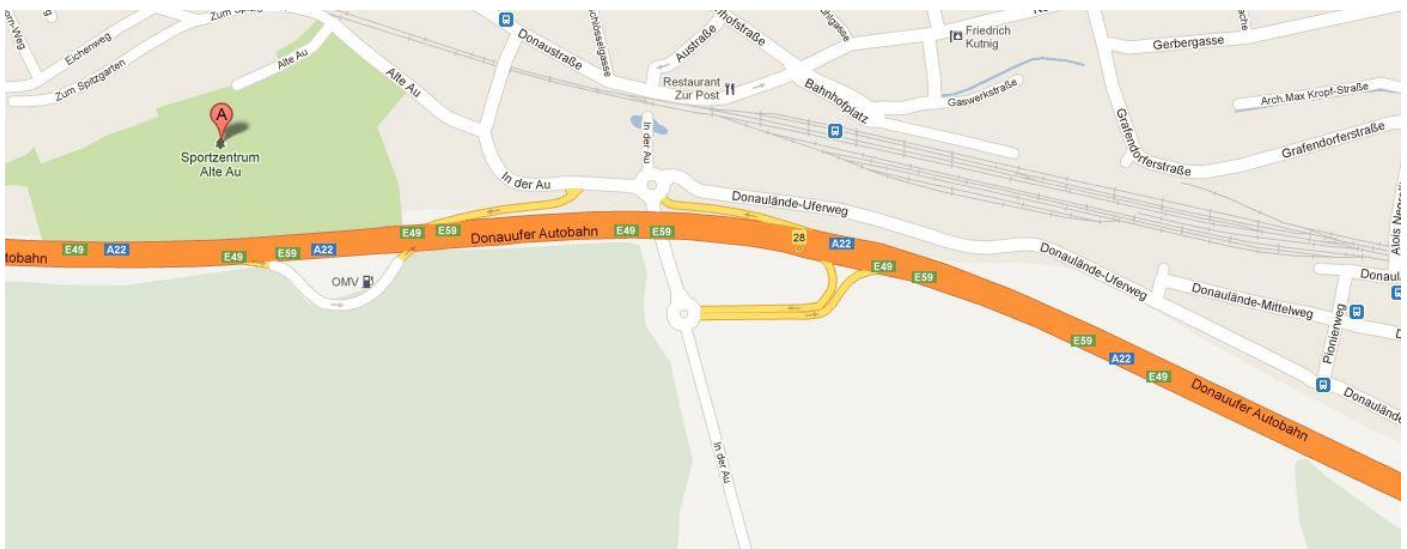 Eichenweg
Zum Spitzgarten
Alte Au
Zum Spitzgarten
A
Sportzentrum
Alte Au
Alte Au
Donaustraße
Austraße
Restaurant
Zur Post
Bahnhofplatz
Friedrich
Kutnig
Gerbergasse
Gaswerkstraße
Arch.Max Kropf-Straße
Grafendorferstraße
Grafendorferstraße
In der Au
In der Au
Donaulände-Uferweg
E49
A22
E49
E59
A22
E49
E59
Donauufer Autobahn
E49
E59
28
A22
E49
E59
OMV
Donaulände-Uferweg
Donaulände-Mittelweg
Pionierweg
E59
A22
E49
Donauufer Autobahn
In der Au